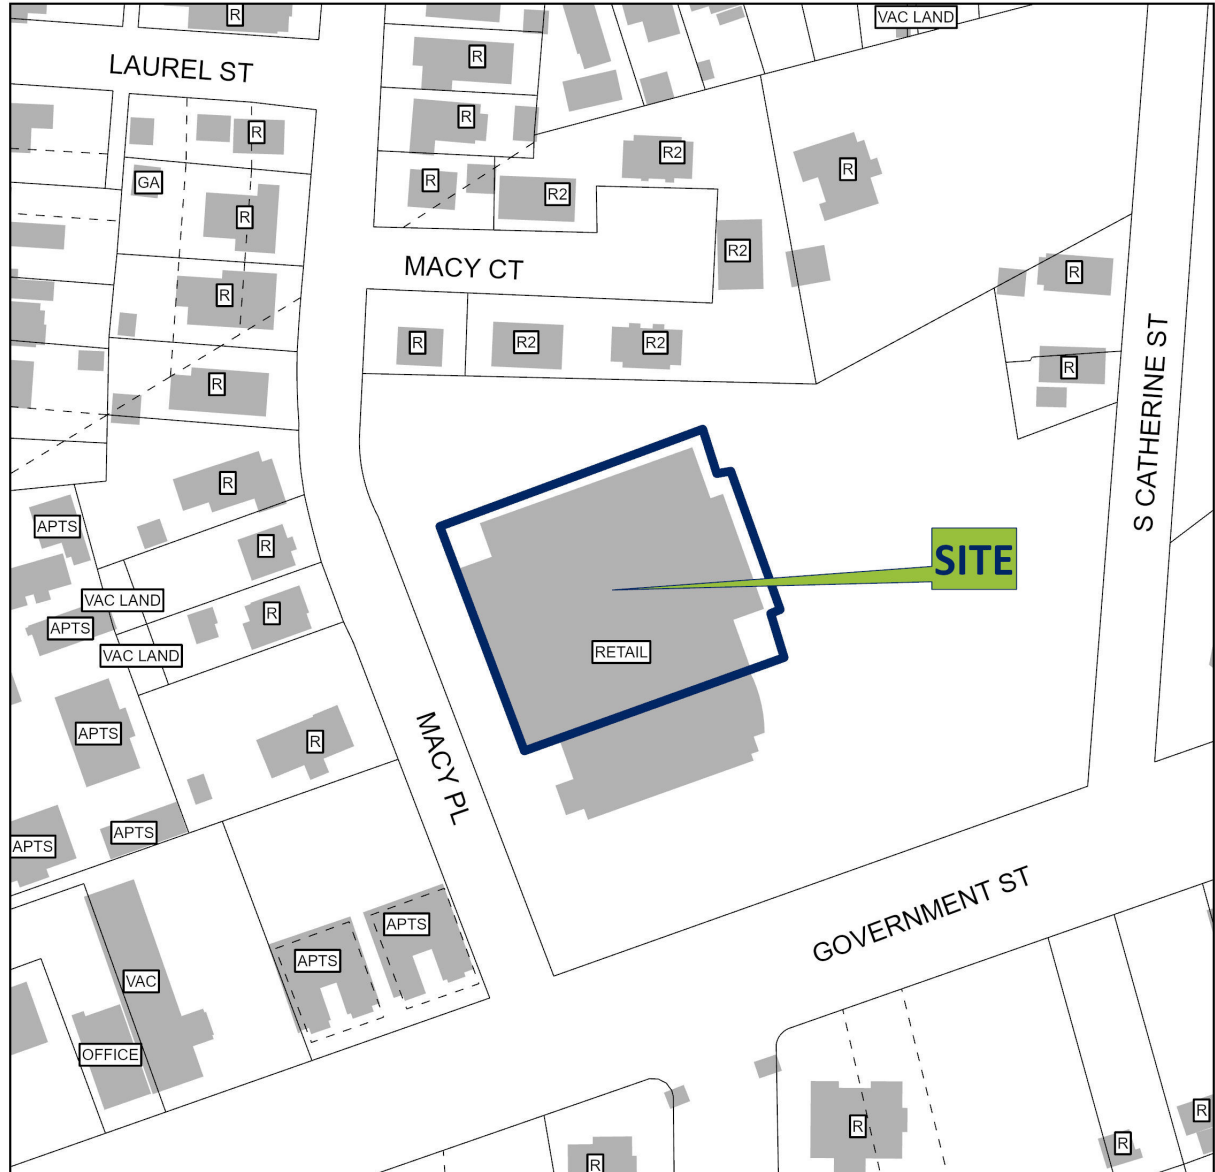 R
VAC LAND
R
LAUREL ST
R
R
R2
R
GA
R
R2
R
R2
MACY CT
R
R
R
R2
R2
S CATHERINE ST
R
R
R
APTS
R
SITE
VAC LAND
R
APTS
VAC LAND
RETAIL
APTS
R
MACY PL
APTS
APTS
GOVERNMENT ST
APTS
APTS
VAC
OFFICE
R
R
R
R